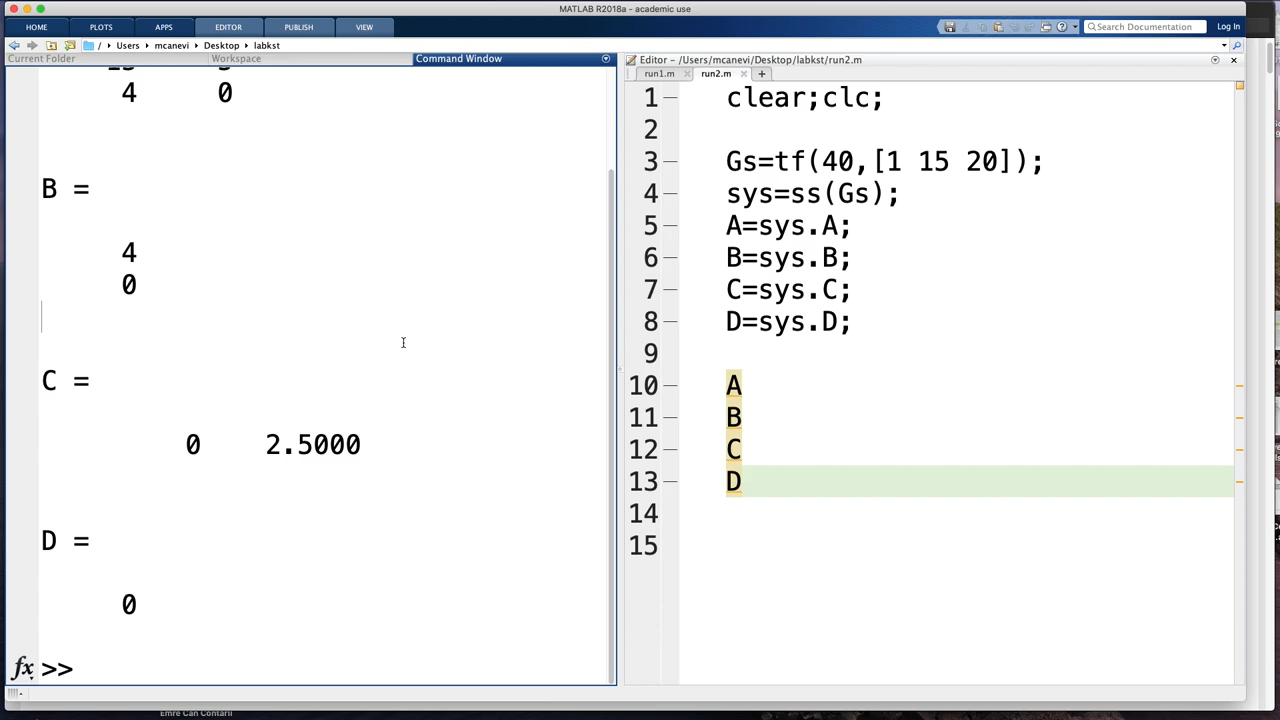 MATLAB R2018a - academic use
HOME PLOTS APPS EDITOR PUBLISH VIEW
Search Documentation
Log In
/ ▸ Users ▸ mcanevi ▸ Desktop ▸ labkst
Current Folder
Workspace
Command Window
4 0
B =
4
0
C =
0 2.5000
D =
0
fx >>
Editor – /Users/mcanevi/Desktop/labkst/run2.m
run1.m × run2.m × +
1 — clear;clc;
2
3 — Gs=tf(40,[1 15 20]);
4 — sys=ss(Gs);
5 — A=sys.A;
6 — B=sys.B;
7 — C=sys.C;
8 — D=sys.D;
9
10 — A
11 — B
12 — C
13 — D
14
15
Emre Can Contarlı